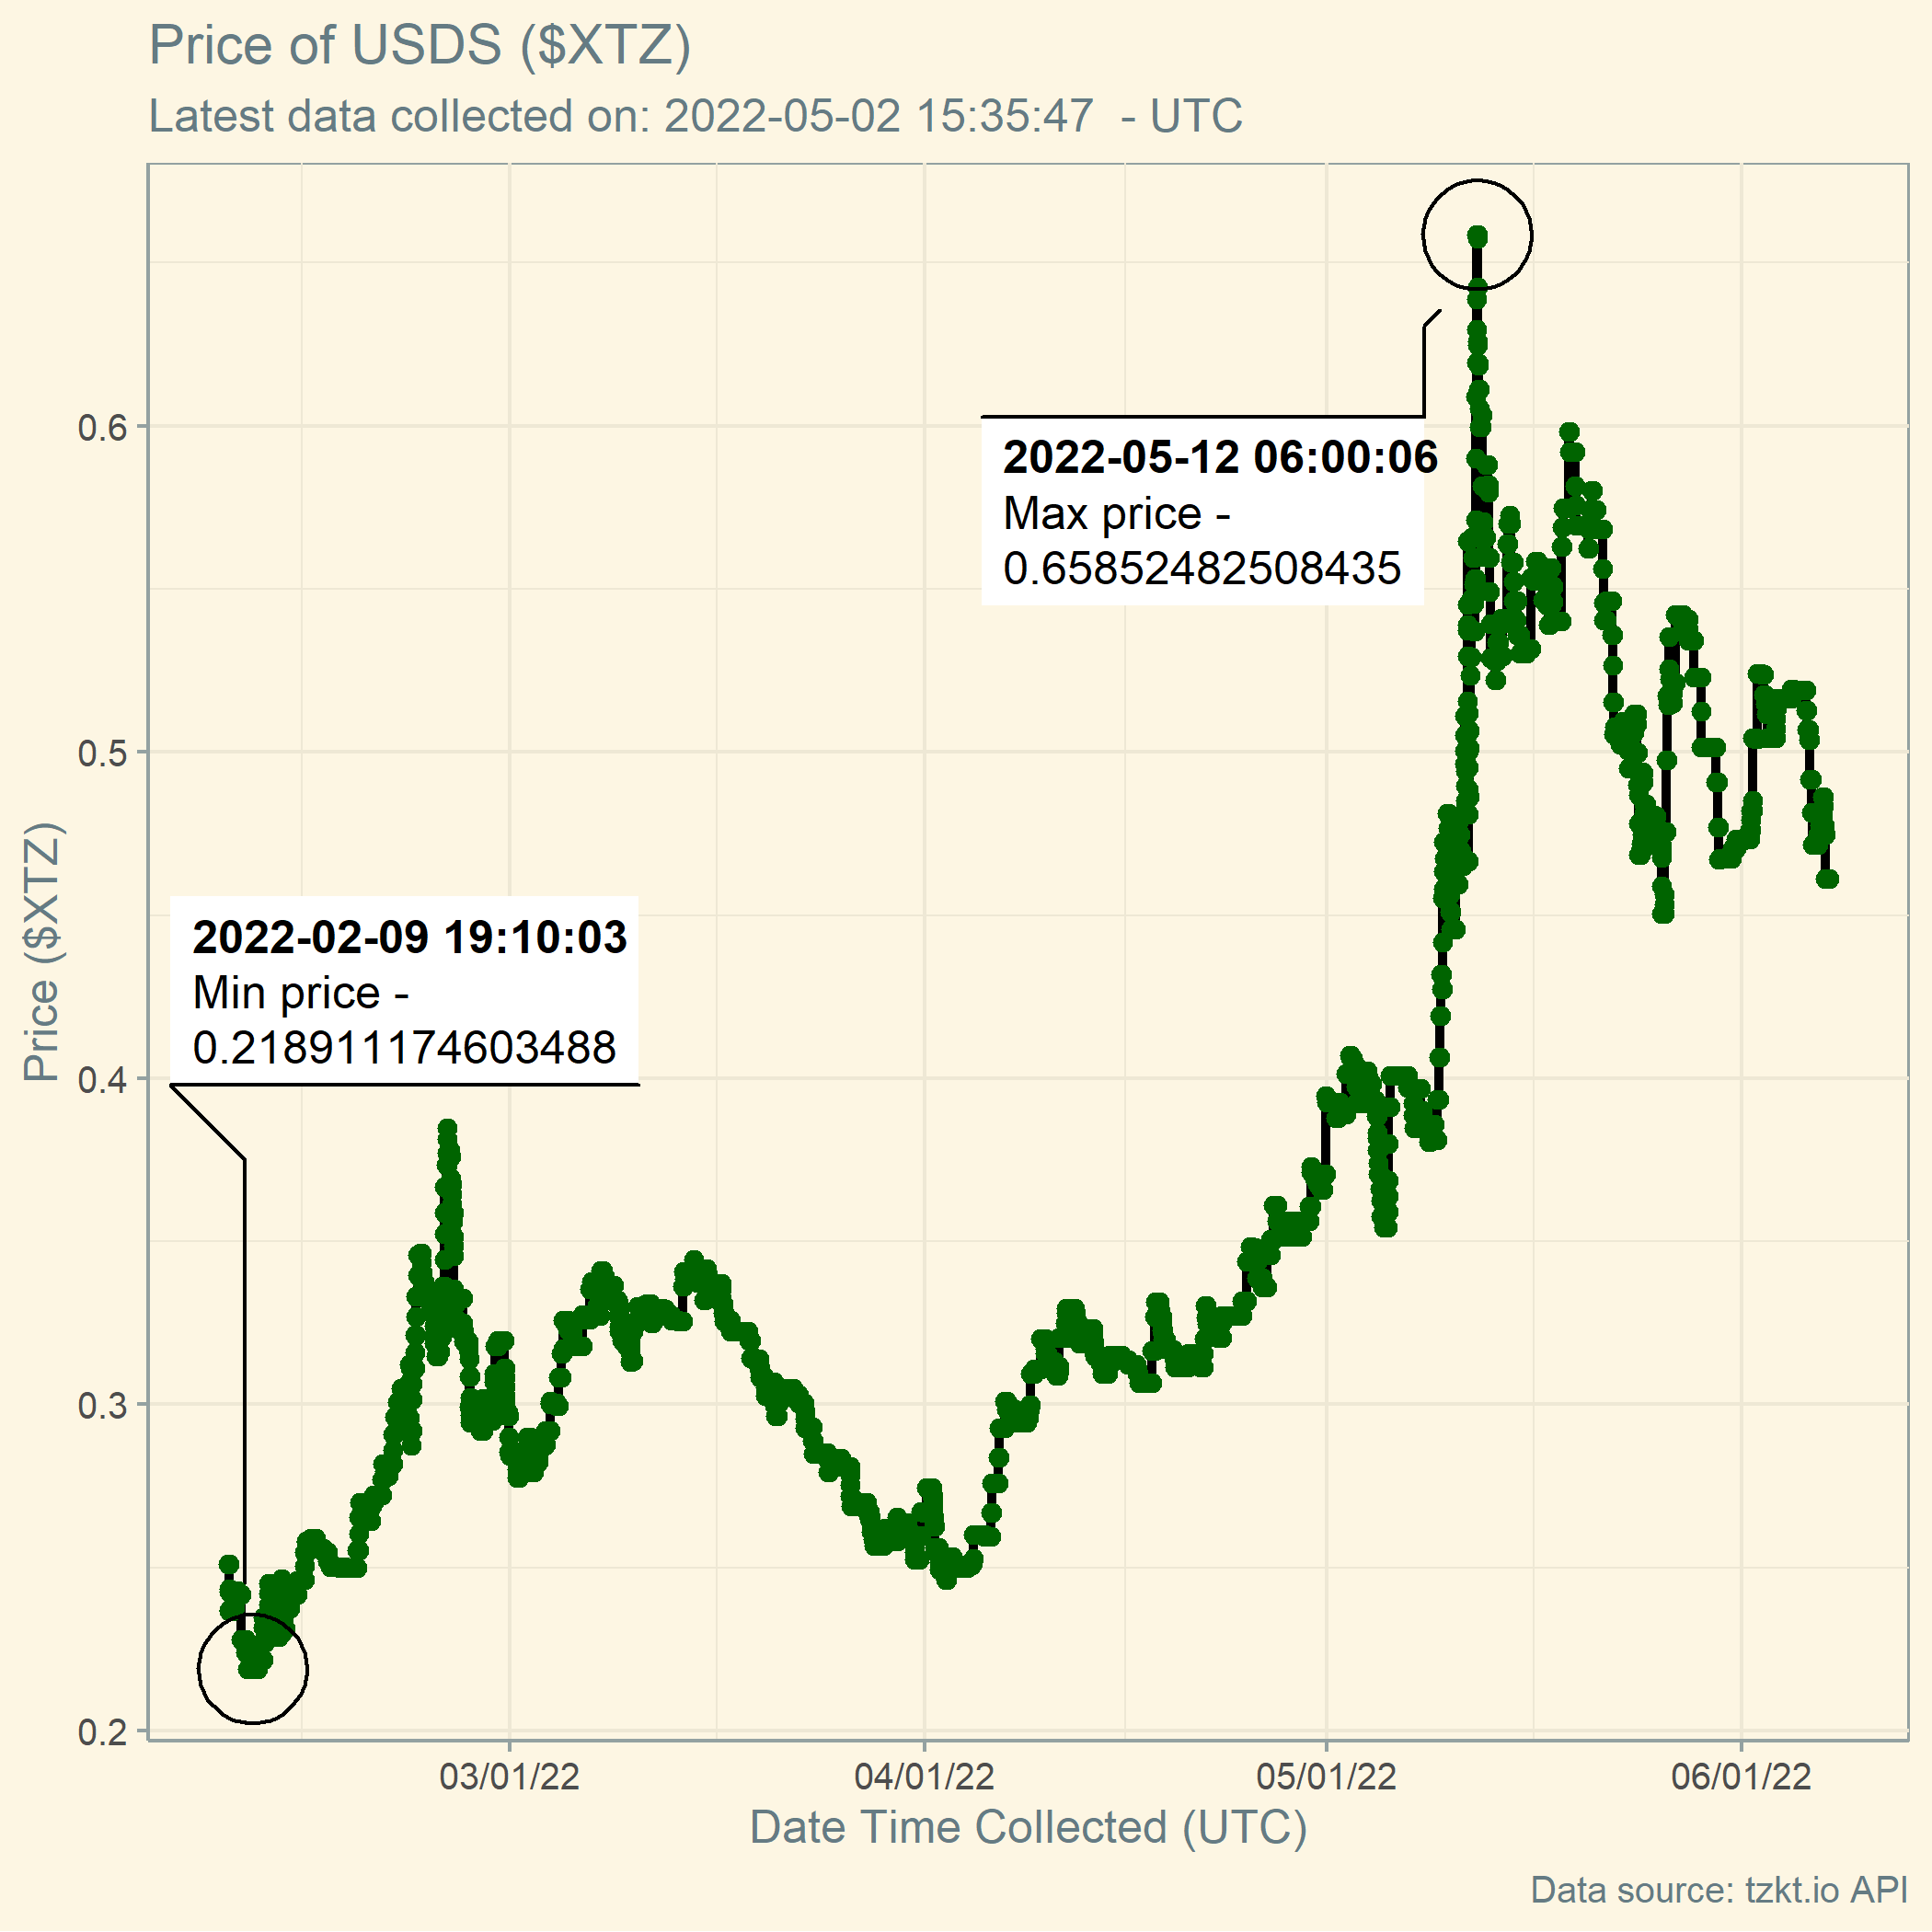 Price of USDS ($XTZ)
Latest data collected on: 2022-05-02 15:35:47  - UTC
2022-05-12 06:00:06
Max price -
0.65852482508435
2022-02-09 19:10:03
Min price -
0.218911174603488
Price ($XTZ)
0.6
0.5
0.4
0.3
0.2
03/01/22
04/01/22
05/01/22
06/01/22
Date Time Collected (UTC)
Data source: tzkt.io API